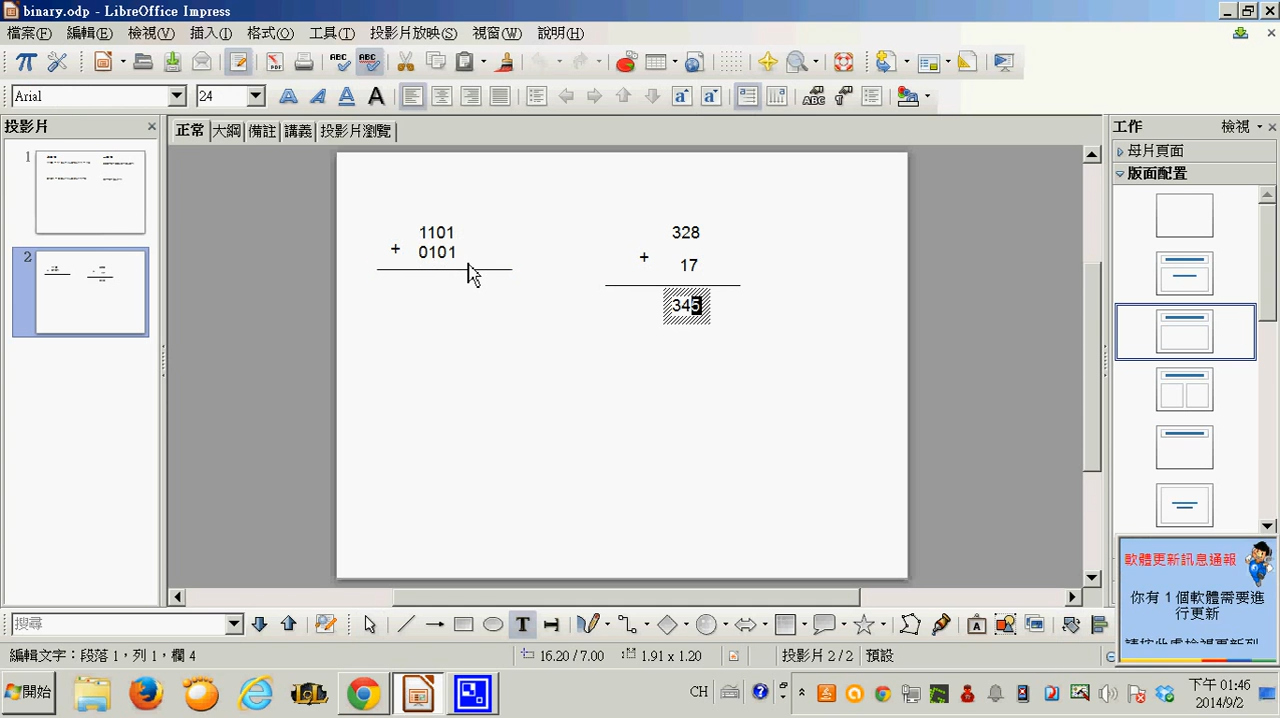 binary.odp - LibreOffice Impress
檔案(F) 編輯(E) 檢視(V) 插入(I) 格式(O) 工具(T) 投影片放映(S) 視窗(W) 說明(H)
Arial 24
投影片
正常 大綱 備註 講義 投影片瀏覽
工作 檢視
母片頁面
版面配置
1
2
1101
+ 0101
328
+ 17
345
軟體更新訊息通報
你有 1 個軟體需要進
行更新
搜尋
編輯文字：段落 1，列 1，欄 4
16.20 / 7.00
1.91 x 1.20
投影片 2 / 2
預設
開始
CH
下午 01:46
2014/9/2